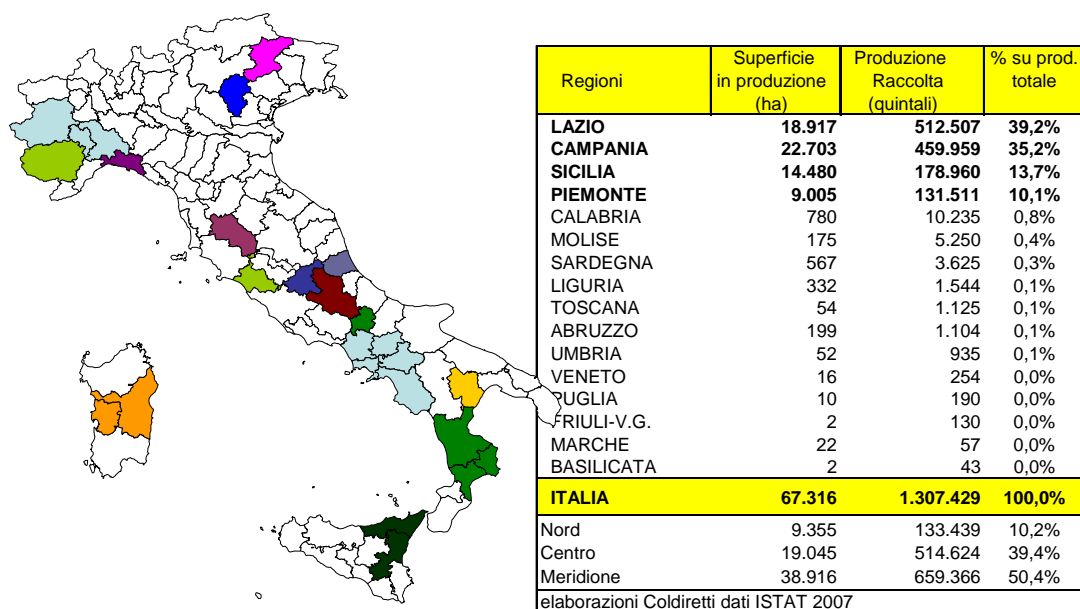 Regioni Superficie in produzione (ha) Produzione Raccolta (quintali) % su prod. totale
LAZIO 18.917 512.507 39,2%
CAMPANIA 22.703 459.959 35,2%
SICILIA 14.480 178.960 13,7%
PIEMONTE 9.005 131.511 10,1%
CALABRIA 780 10.235 0,8%
MOLISE 175 5.250 0,4%
SARDEGNA 567 3.625 0,3%
LIGURIA 332 1.544 0,1%
TOSCANA 54 1.125 0,1%
ABRUZZO 199 1.104 0,1%
UMBRIA 52 935 0,1%
VENETO 16 254 0,0%
PUGLIA 10 190 0,0%
FRIULI-V.G. 2 130 0,0%
MARCHE 22 57 0,0%
BASILICATA 2 43 0,0%
ITALIA 67.316 1.307.429 100,0%
Nord 9.355 133.439 10,2%
Centro 19.045 514.624 39,4%
Meridione 38.916 659.366 50,4%
elaborazioni Coldiretti dati ISTAT 2007